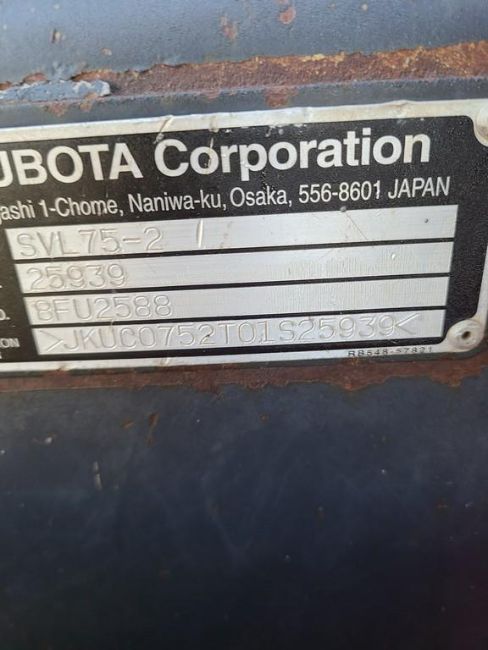 UBOTA Corporation
ashi 1-Chome, Naniwa-ku, Osaka, 556-8601 JAPAN
SVL75-2
25939
8FU2588
>JKUC0752T01S25939<
RB548-57821